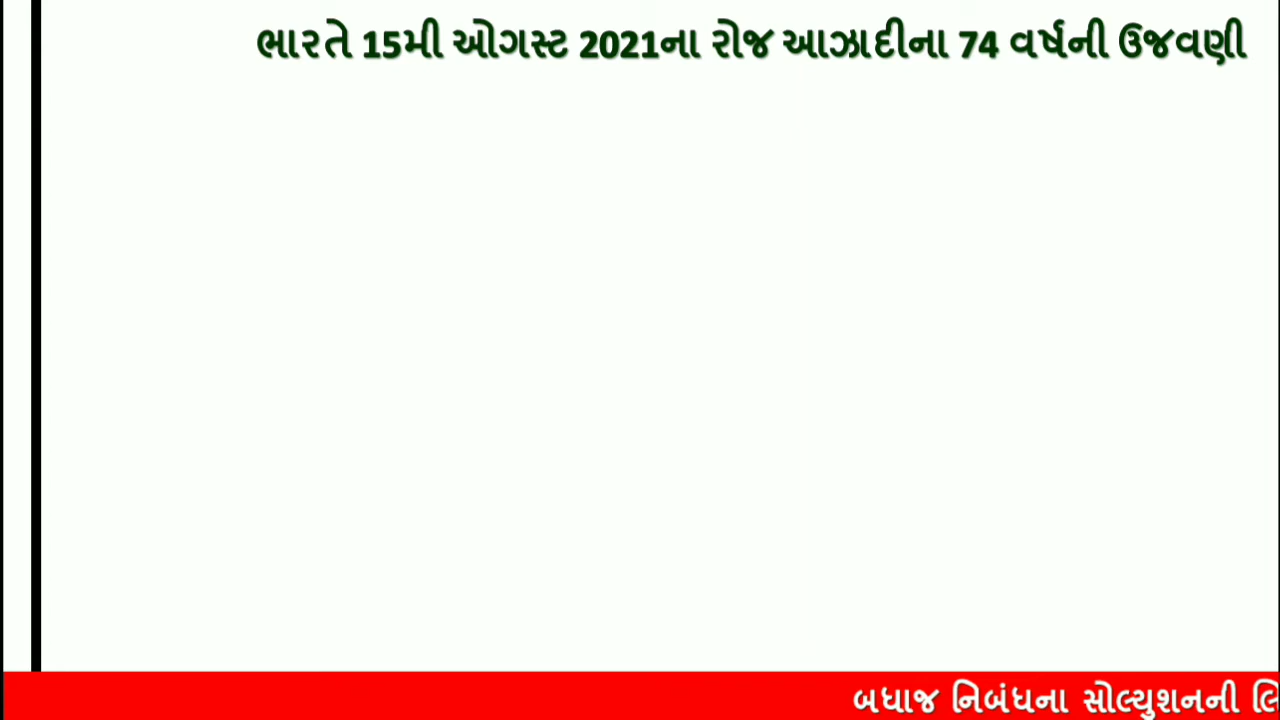 ભારતે 15મી ઓગસ્ટ 2021ના રોજ આઝાદીના 74 વર્ષની ઉજવણી
બધાજ નિબંધના સોલ્યુશનની લિ